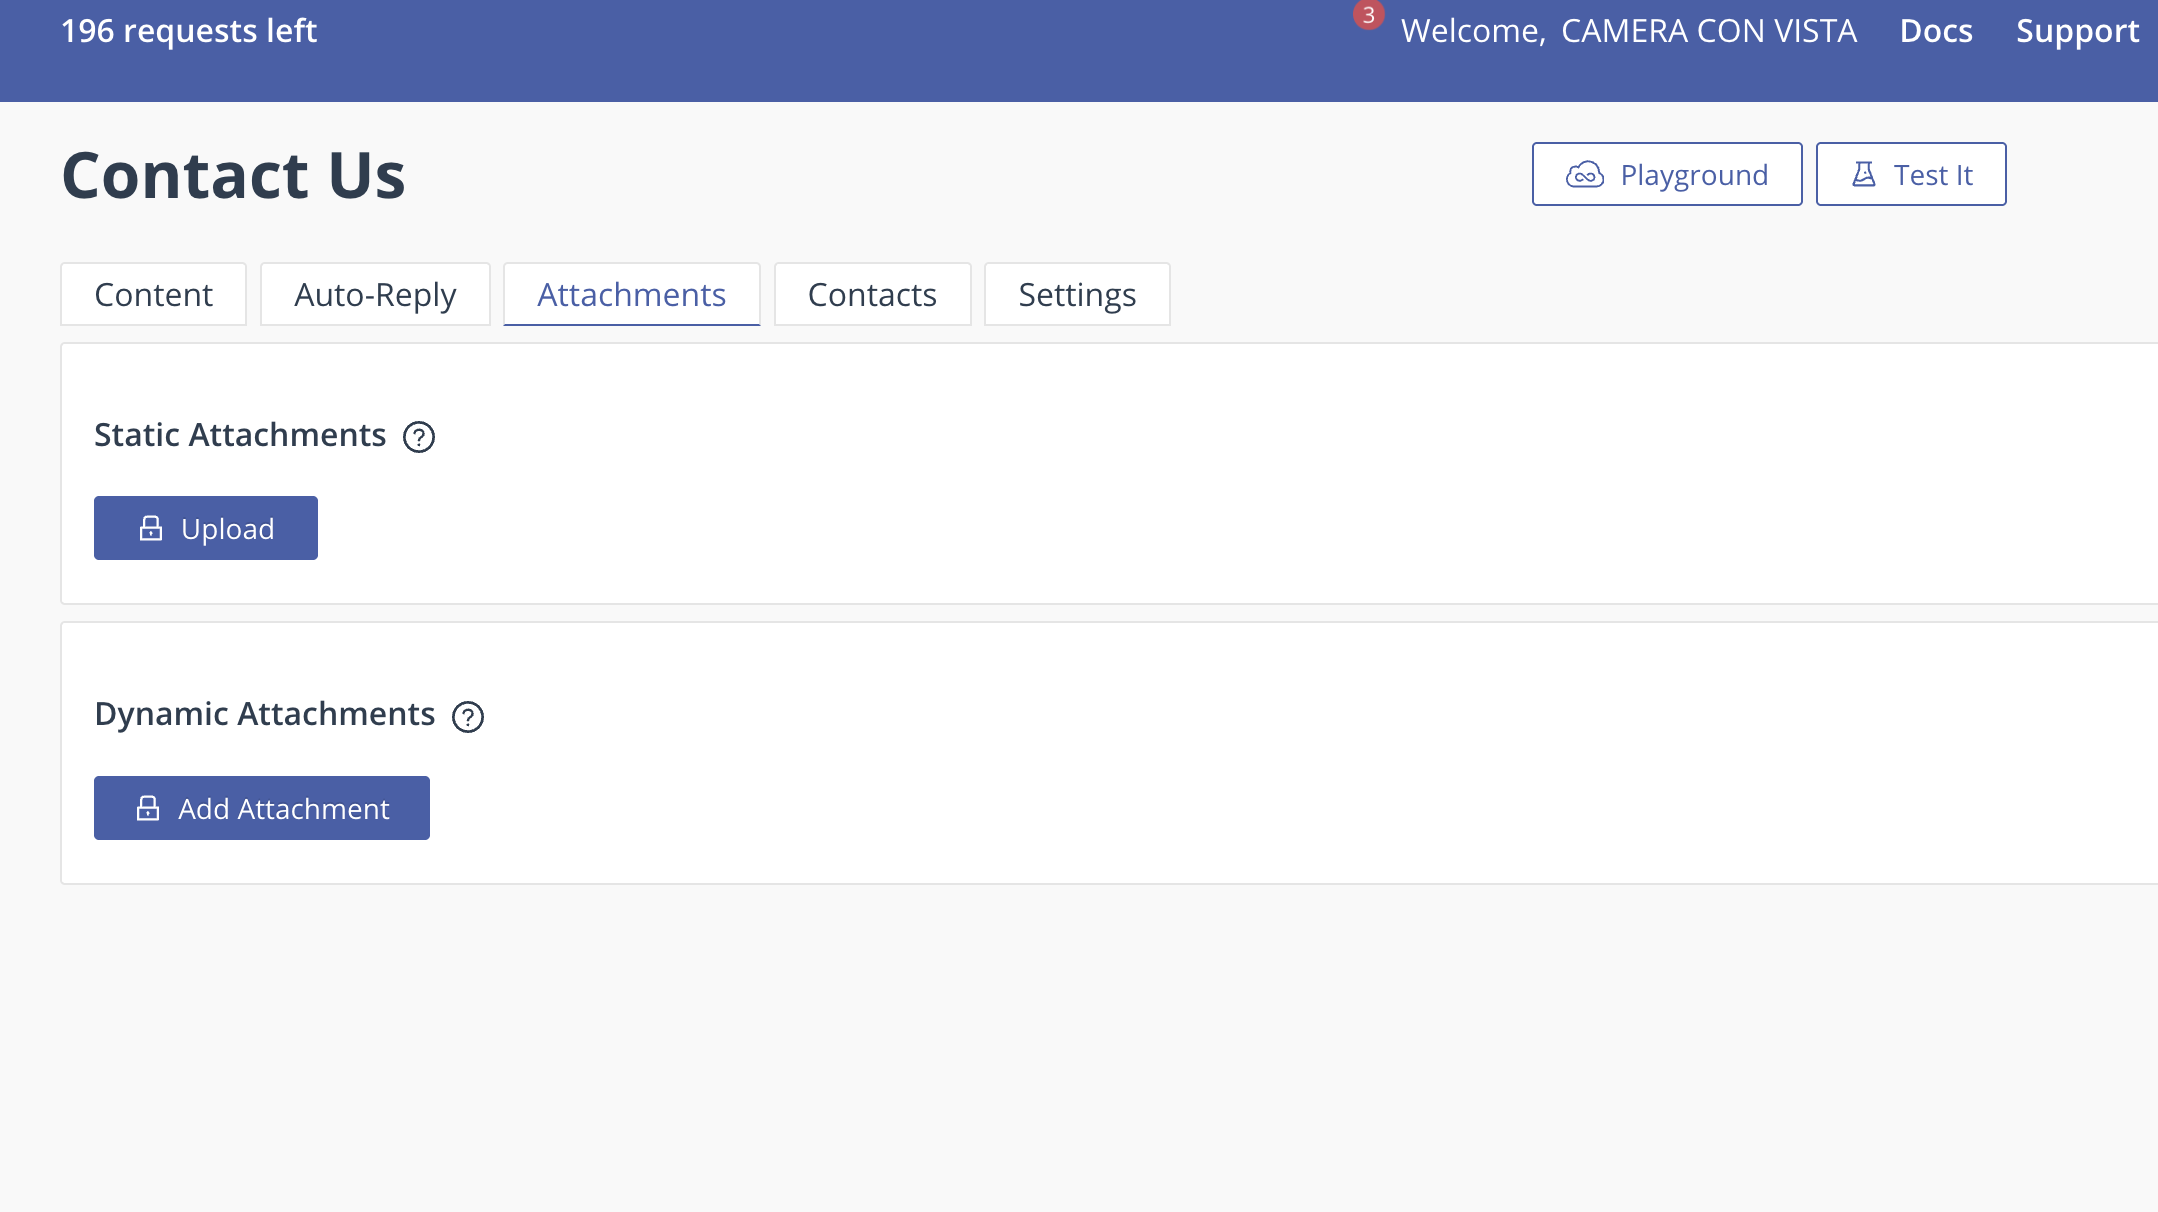 196 requests left
3
Welcome, CAMERA CON VISTA
Docs
Support
Contact Us
Playground
Test It
Content
Auto-Reply
Attachments
Contacts
Settings
Static Attachments ?
Upload
Dynamic Attachments ?
Add Attachment